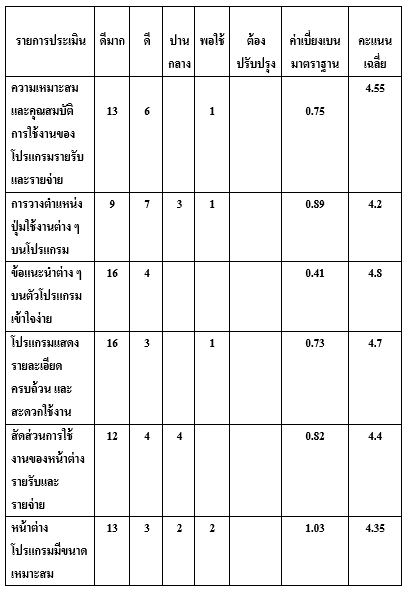 รายการประเมิน ดีมาก ดี ปานกลาง พอใช้ ต้องปรับปรุง ค่าเบี่ยงเบนมาตราฐาน คะแนนเฉลี่ย
ความเหมาะสม 4.55
และคุณสมบัติ 13 6 1 0.75
การใช้งานของ
โปรแกรมรายรับ
และรายจ่าย
การวางตำแหน่ง 9 7 3 1 0.89 4.2
ปุ่มใช้งานต่าง ๆ
บนโปรแกรม
ข้อแนะนำต่าง ๆ 16 4 0.41 4.8
บนตัวโปรแกรม
เข้าใจง่าย
โปรแกรมแสดง 16 3 1 0.73 4.7
รายละเอียด
ครบถ้วน และ
สะดวกใช้งาน
สัดส่วนการใช้ 12 4 4 0.82 4.4
งานของหน้าต่าง
รายรับและ
รายจ่าย
หน้าต่าง 13 3 2 2 1.03 4.35
โปรแกรมมีขนาด
เหมาะสม